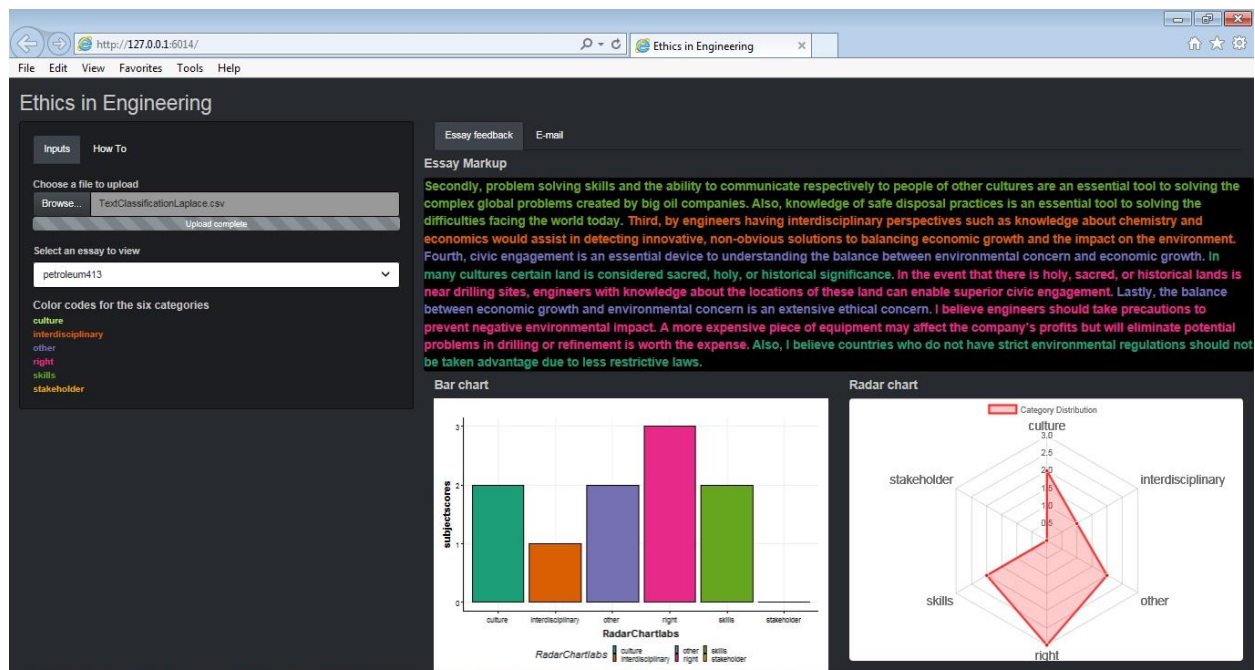 http://127.0.0.1:6014/
Ethics in Engineering
File Edit View Favorites Tools Help
Ethics in Engineering
Inputs How To
Choose a file to upload
Browse... TextClassificationLaplace.csv
Upload complete
Select an essay to view
petroleum413
Color codes for the six categories
culture
interdisciplinary
other
right
skills
stakeholder
Essay feedback E-mail
Essay Markup
Secondly, problem solving skills and the ability to communicate respectively to people of other cultures are an essential tool to solving the
complex global problems created by big oil companies. Also, knowledge of safe disposal practices is an essential tool to solving the
difficulties facing the world today. Third, by engineers having interdisciplinary perspectives such as knowledge about chemistry and
economics would assist in detecting innovative, non-obvious solutions to balancing economic growth and the impact on the environment.
Fourth, civic engagement is an essential device to understanding the balance between environmental concern and economic growth. In
many cultures certain land is considered sacred, holy, or historical significance. In the event that there is holy, sacred, or historical lands is
near drilling sites, engineers with knowledge about the locations of these land can enable superior civic engagement. Lastly, the balance
between economic growth and environmental concern is an extensive ethical concern. I believe engineers should take precautions to
prevent negative environmental impact. A more expensive piece of equipment may affect the company's profits but will eliminate potential
problems in drilling or refinement is worth the expense. Also, I believe countries who do not have strict environmental regulations should not
be taken advantage due to less restrictive laws.
Bar chart
3
2
1
0
subjectscores
culture interdisciplinary other right skills stakeholder
RadarChartlabs
RadarChartlabs culture other skills
interdisciplinary right stakeholder
Radar chart
Category Distribution
culture
3.0
2.5
2.0
1.5
1.0
0.5
stakeholder
interdisciplinary
skills
other
right